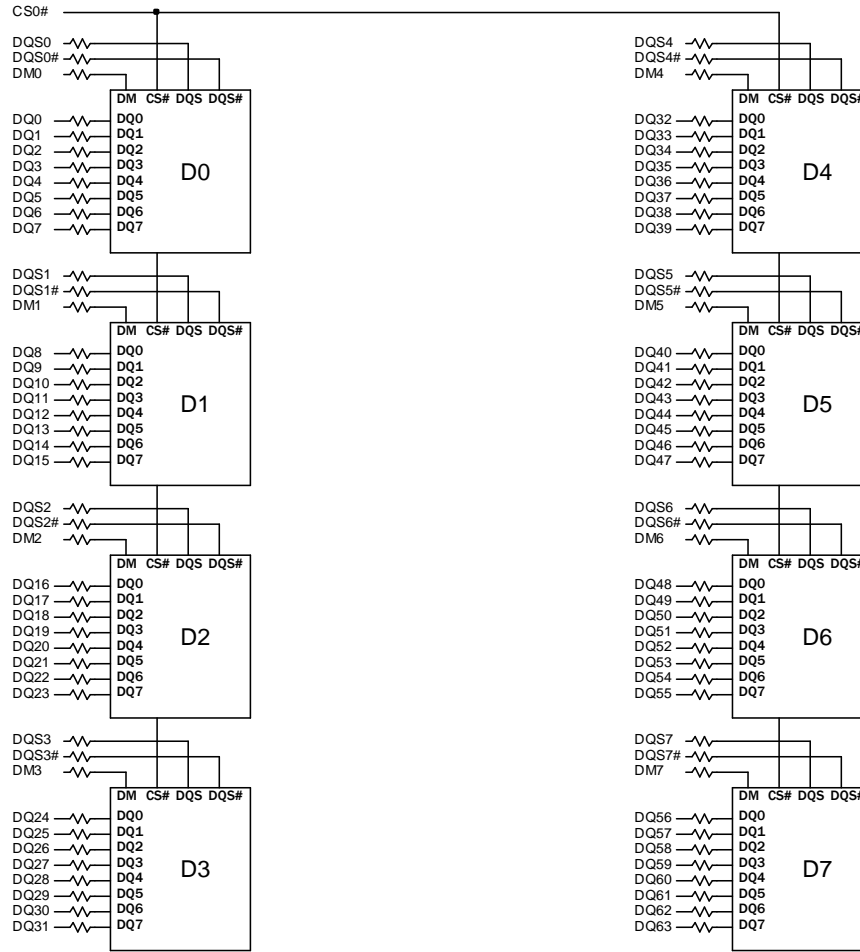 CS0#
DQS0
DQS0#
DM0
DM CS# DQS DQS#
DQ0 DQ0
DQ1 DQ1
DQ2 DQ2
DQ3 DQ3
DQ4 DQ4
DQ5 DQ5
DQ6 DQ6
DQ7 DQ7
D0
DQS1
DQS1#
DM1
DM CS# DQS DQS#
DQ8 DQ0
DQ9 DQ1
DQ10 DQ2
DQ11 DQ3
DQ12 DQ4
DQ13 DQ5
DQ14 DQ6
DQ15 DQ7
D1
DQS2
DQS2#
DM2
DM CS# DQS DQS#
DQ16 DQ0
DQ17 DQ1
DQ18 DQ2
DQ19 DQ3
DQ20 DQ4
DQ21 DQ5
DQ22 DQ6
DQ23 DQ7
D2
DQS3
DQS3#
DM3
DM CS# DQS DQS#
DQ24 DQ0
DQ25 DQ1
DQ26 DQ2
DQ27 DQ3
DQ28 DQ4
DQ29 DQ5
DQ30 DQ6
DQ31 DQ7
D3
DQS4
DQS4#
DM4
DM CS# DQS DQS#
DQ32 DQ0
DQ33 DQ1
DQ34 DQ2
DQ35 DQ3
DQ36 DQ4
DQ37 DQ5
DQ38 DQ6
DQ39 DQ7
D4
DQS5
DQS5#
DM5
DM CS# DQS DQS#
DQ40 DQ0
DQ41 DQ1
DQ42 DQ2
DQ43 DQ3
DQ44 DQ4
DQ45 DQ5
DQ46 DQ6
DQ47 DQ7
D5
DQS6
DQS6#
DM6
DM CS# DQS DQS#
DQ48 DQ0
DQ49 DQ1
DQ50 DQ2
DQ51 DQ3
DQ52 DQ4
DQ53 DQ5
DQ54 DQ6
DQ55 DQ7
D6
DQS7
DQS7#
DM7
DM CS# DQS DQS#
DQ56 DQ0
DQ57 DQ1
DQ58 DQ2
DQ59 DQ3
DQ60 DQ4
DQ61 DQ5
DQ62 DQ6
DQ63 DQ7
D7